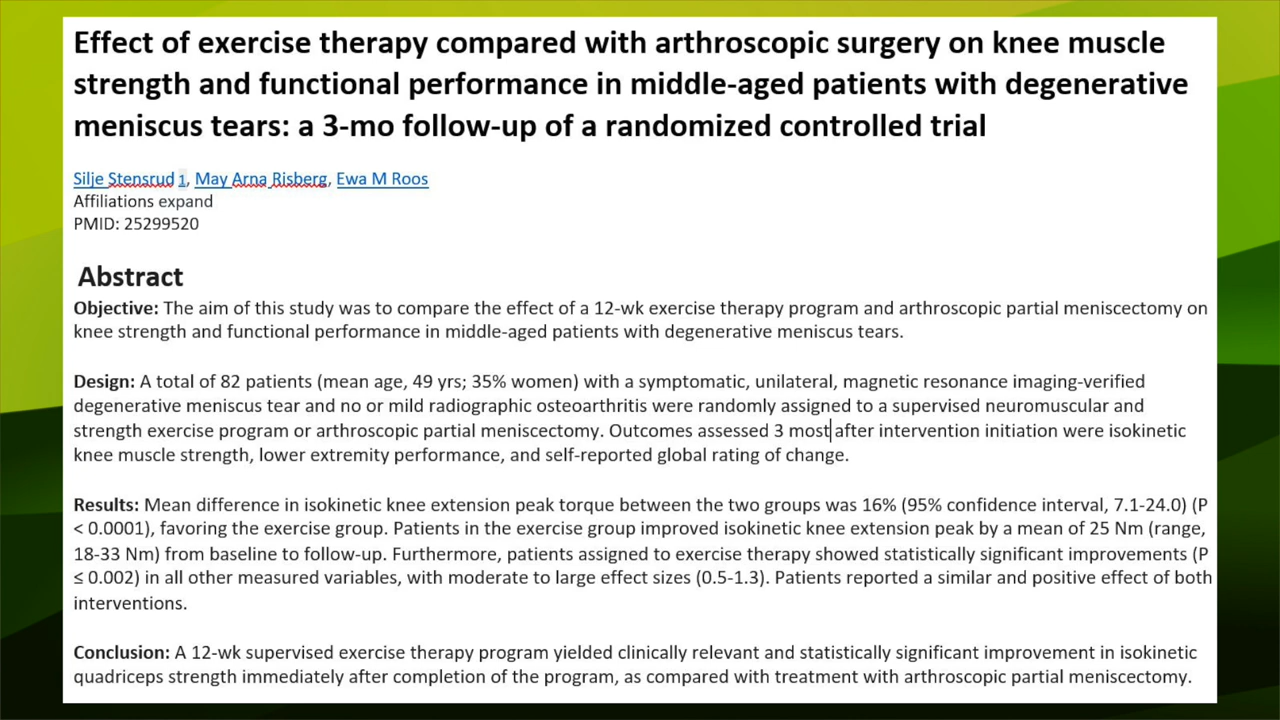 Effect of exercise therapy compared with arthroscopic surgery on knee muscle
strength and functional performance in middle-aged patients with degenerative
meniscus tears: a 3-mo follow-up of a randomized controlled trial
Silje Stensrud 1, May Arna Risberg, Ewa M Roos
Affiliations expand
PMID: 25299520
Abstract
Objective: The aim of this study was to compare the effect of a 12-wk exercise therapy program and arthroscopic partial meniscectomy on
knee strength and functional performance in middle-aged patients with degenerative meniscus tears.
Design: A total of 82 patients (mean age, 49 yrs; 35% women) with a symptomatic, unilateral, magnetic resonance imaging-verified
degenerative meniscus tear and no or mild radiographic osteoarthritis were randomly assigned to a supervised neuromuscular and
strength exercise program or arthroscopic partial meniscectomy. Outcomes assessed 3 most after intervention initiation were isokinetic
knee muscle strength, lower extremity performance, and self-reported global rating of change.
Results: Mean difference in isokinetic knee extension peak torque between the two groups was 16% (95% confidence interval, 7.1-24.0) (P
< 0.0001), favoring the exercise group. Patients in the exercise group improved isokinetic knee extension peak by a mean of 25 Nm (range,
18-33 Nm) from baseline to follow-up. Furthermore, patients assigned to exercise therapy showed statistically significant improvements (P
≤ 0.002) in all other measured variables, with moderate to large effect sizes (0.5-1.3). Patients reported a similar and positive effect of both
interventions.
Conclusion: A 12-wk supervised exercise therapy program yielded clinically relevant and statistically significant improvement in isokinetic
quadriceps strength immediately after completion of the program, as compared with treatment with arthroscopic partial meniscectomy.